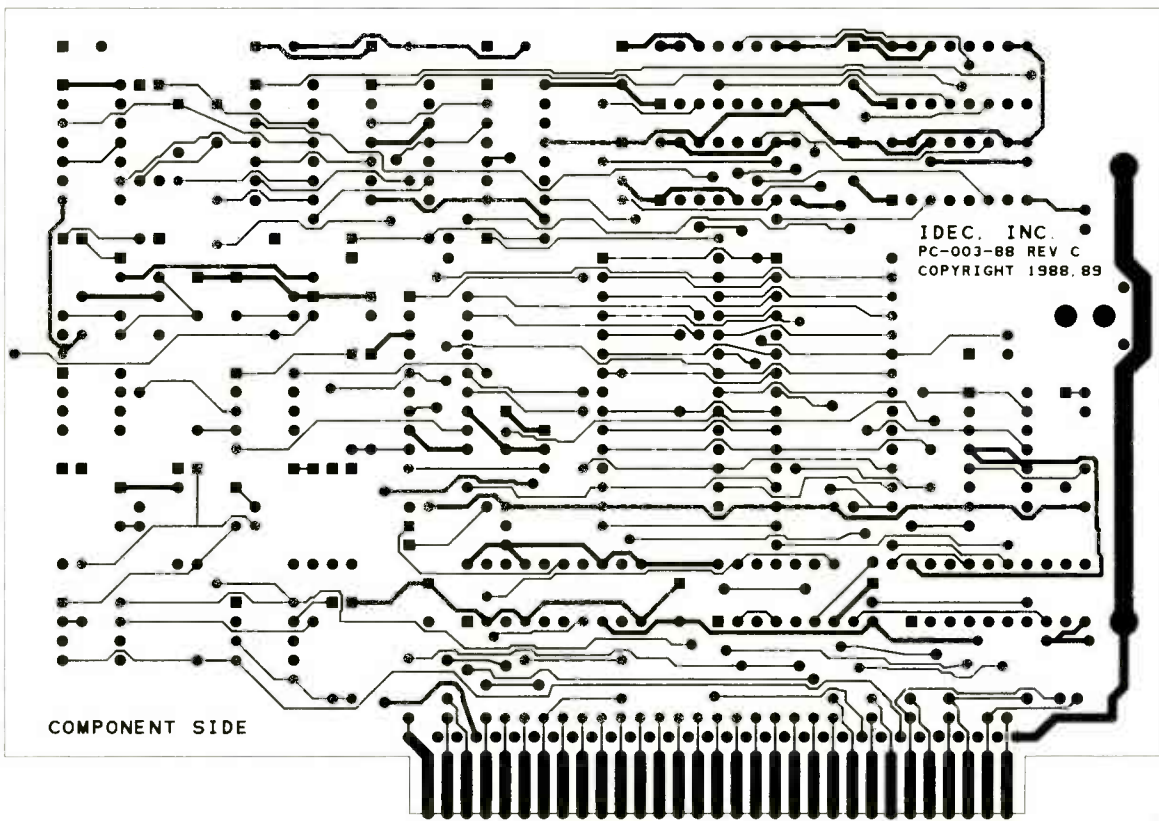 IDEC, INC.
PC-003-88 REV C
COPYRIGHT 1988,89
COMPONENT SIDE